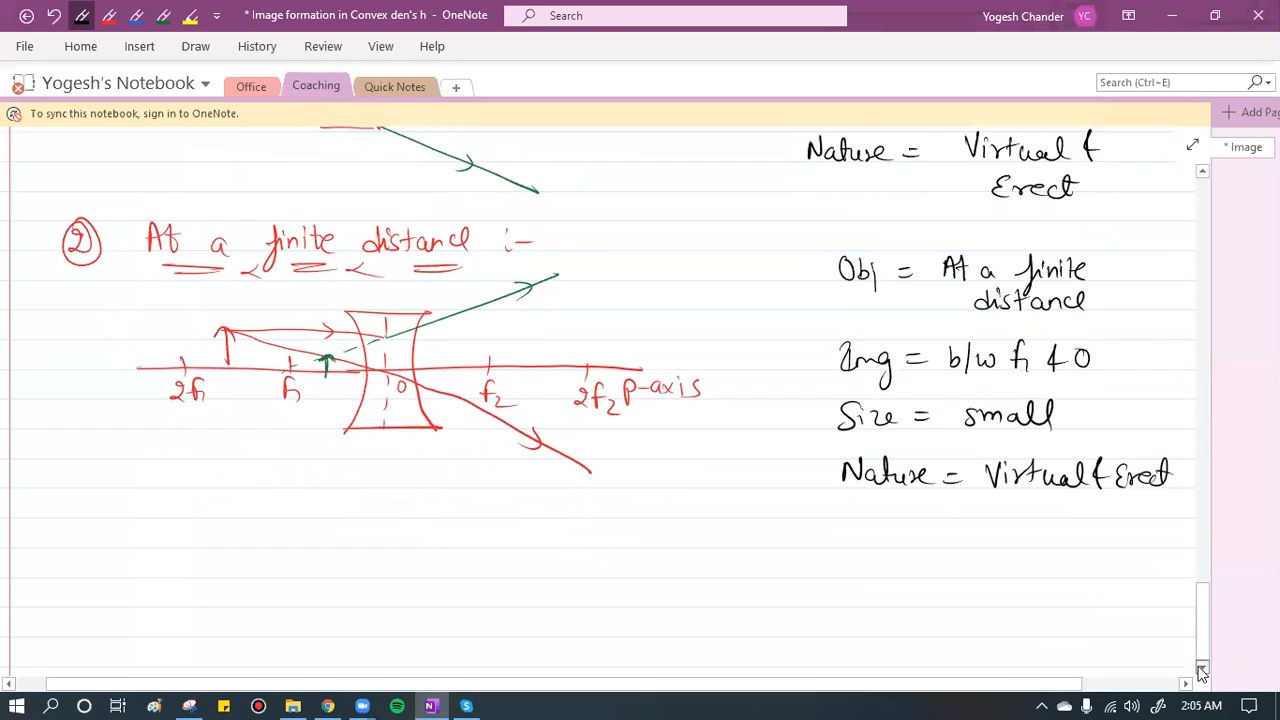 * Image formation in Convex den's h - OneNote
Search
Yogesh Chander
YC
File Home Insert Draw History Review View Help
Yogesh's Notebook
Office
Coaching
Quick Notes
Search (Ctrl+E)
To sync this notebook, sign in to OneNote.
Add Pag
* Image
Nature = Virtual &
Erect
② At a finite distance :-
Obj = At a finite
distance
Img = b/w f1 & O
Size = small
Nature = Virtual & Erect
2f1 f1 O f2 2f2 P-axis
2:05 AM